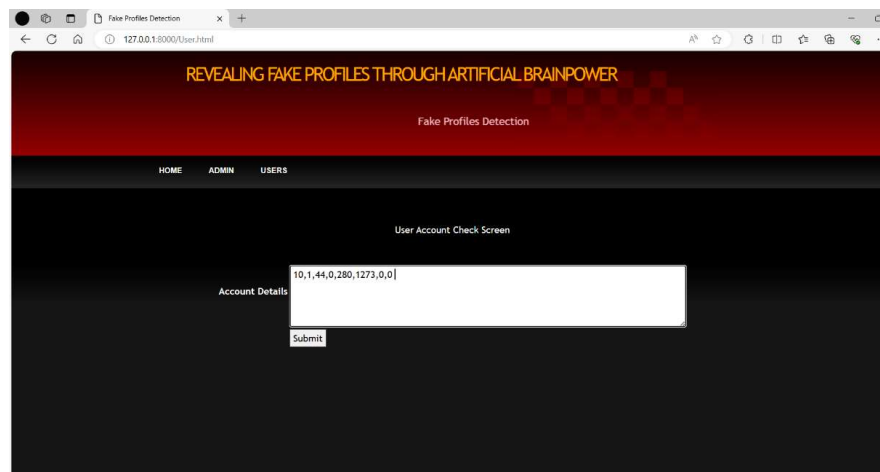 Fake Profiles Detection
127.0.0.1:8000/User.html
REVEALING FAKE PROFILES THROUGH ARTIFICIAL BRAINPOWER
Fake Profiles Detection
HOME ADMIN USERS
User Account Check Screen
10,1,44,0,280,1273,0,0
Account Details
Submit